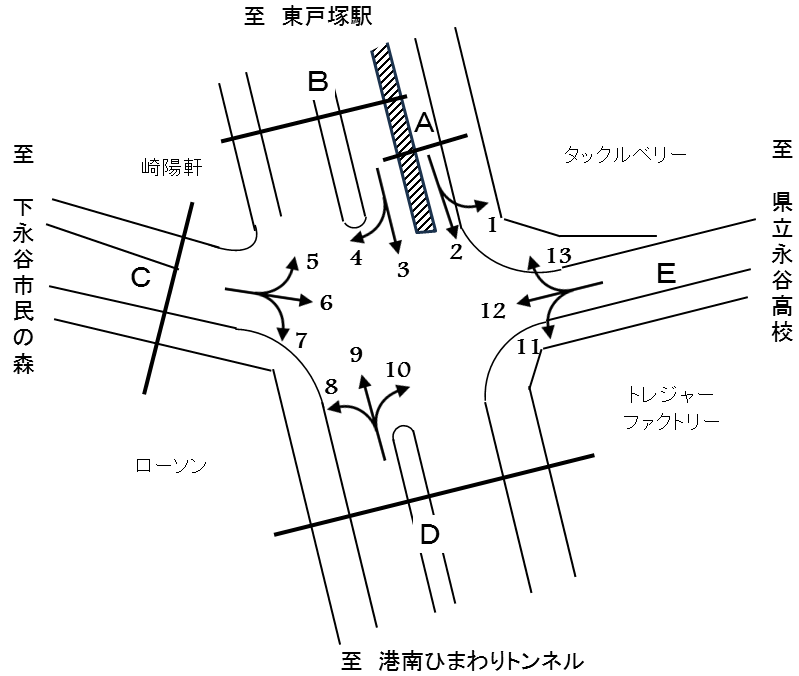 至　東戸塚駅
B
A
タックルベリー
至　県立永谷高校
至　下永谷市民の森
崎陽軒
1
2
3
4
5
6
7
C
13
12
11
E
9
10
8
トレジャー
ファクトリー
ローソン
D
至　港南ひまわりトンネル